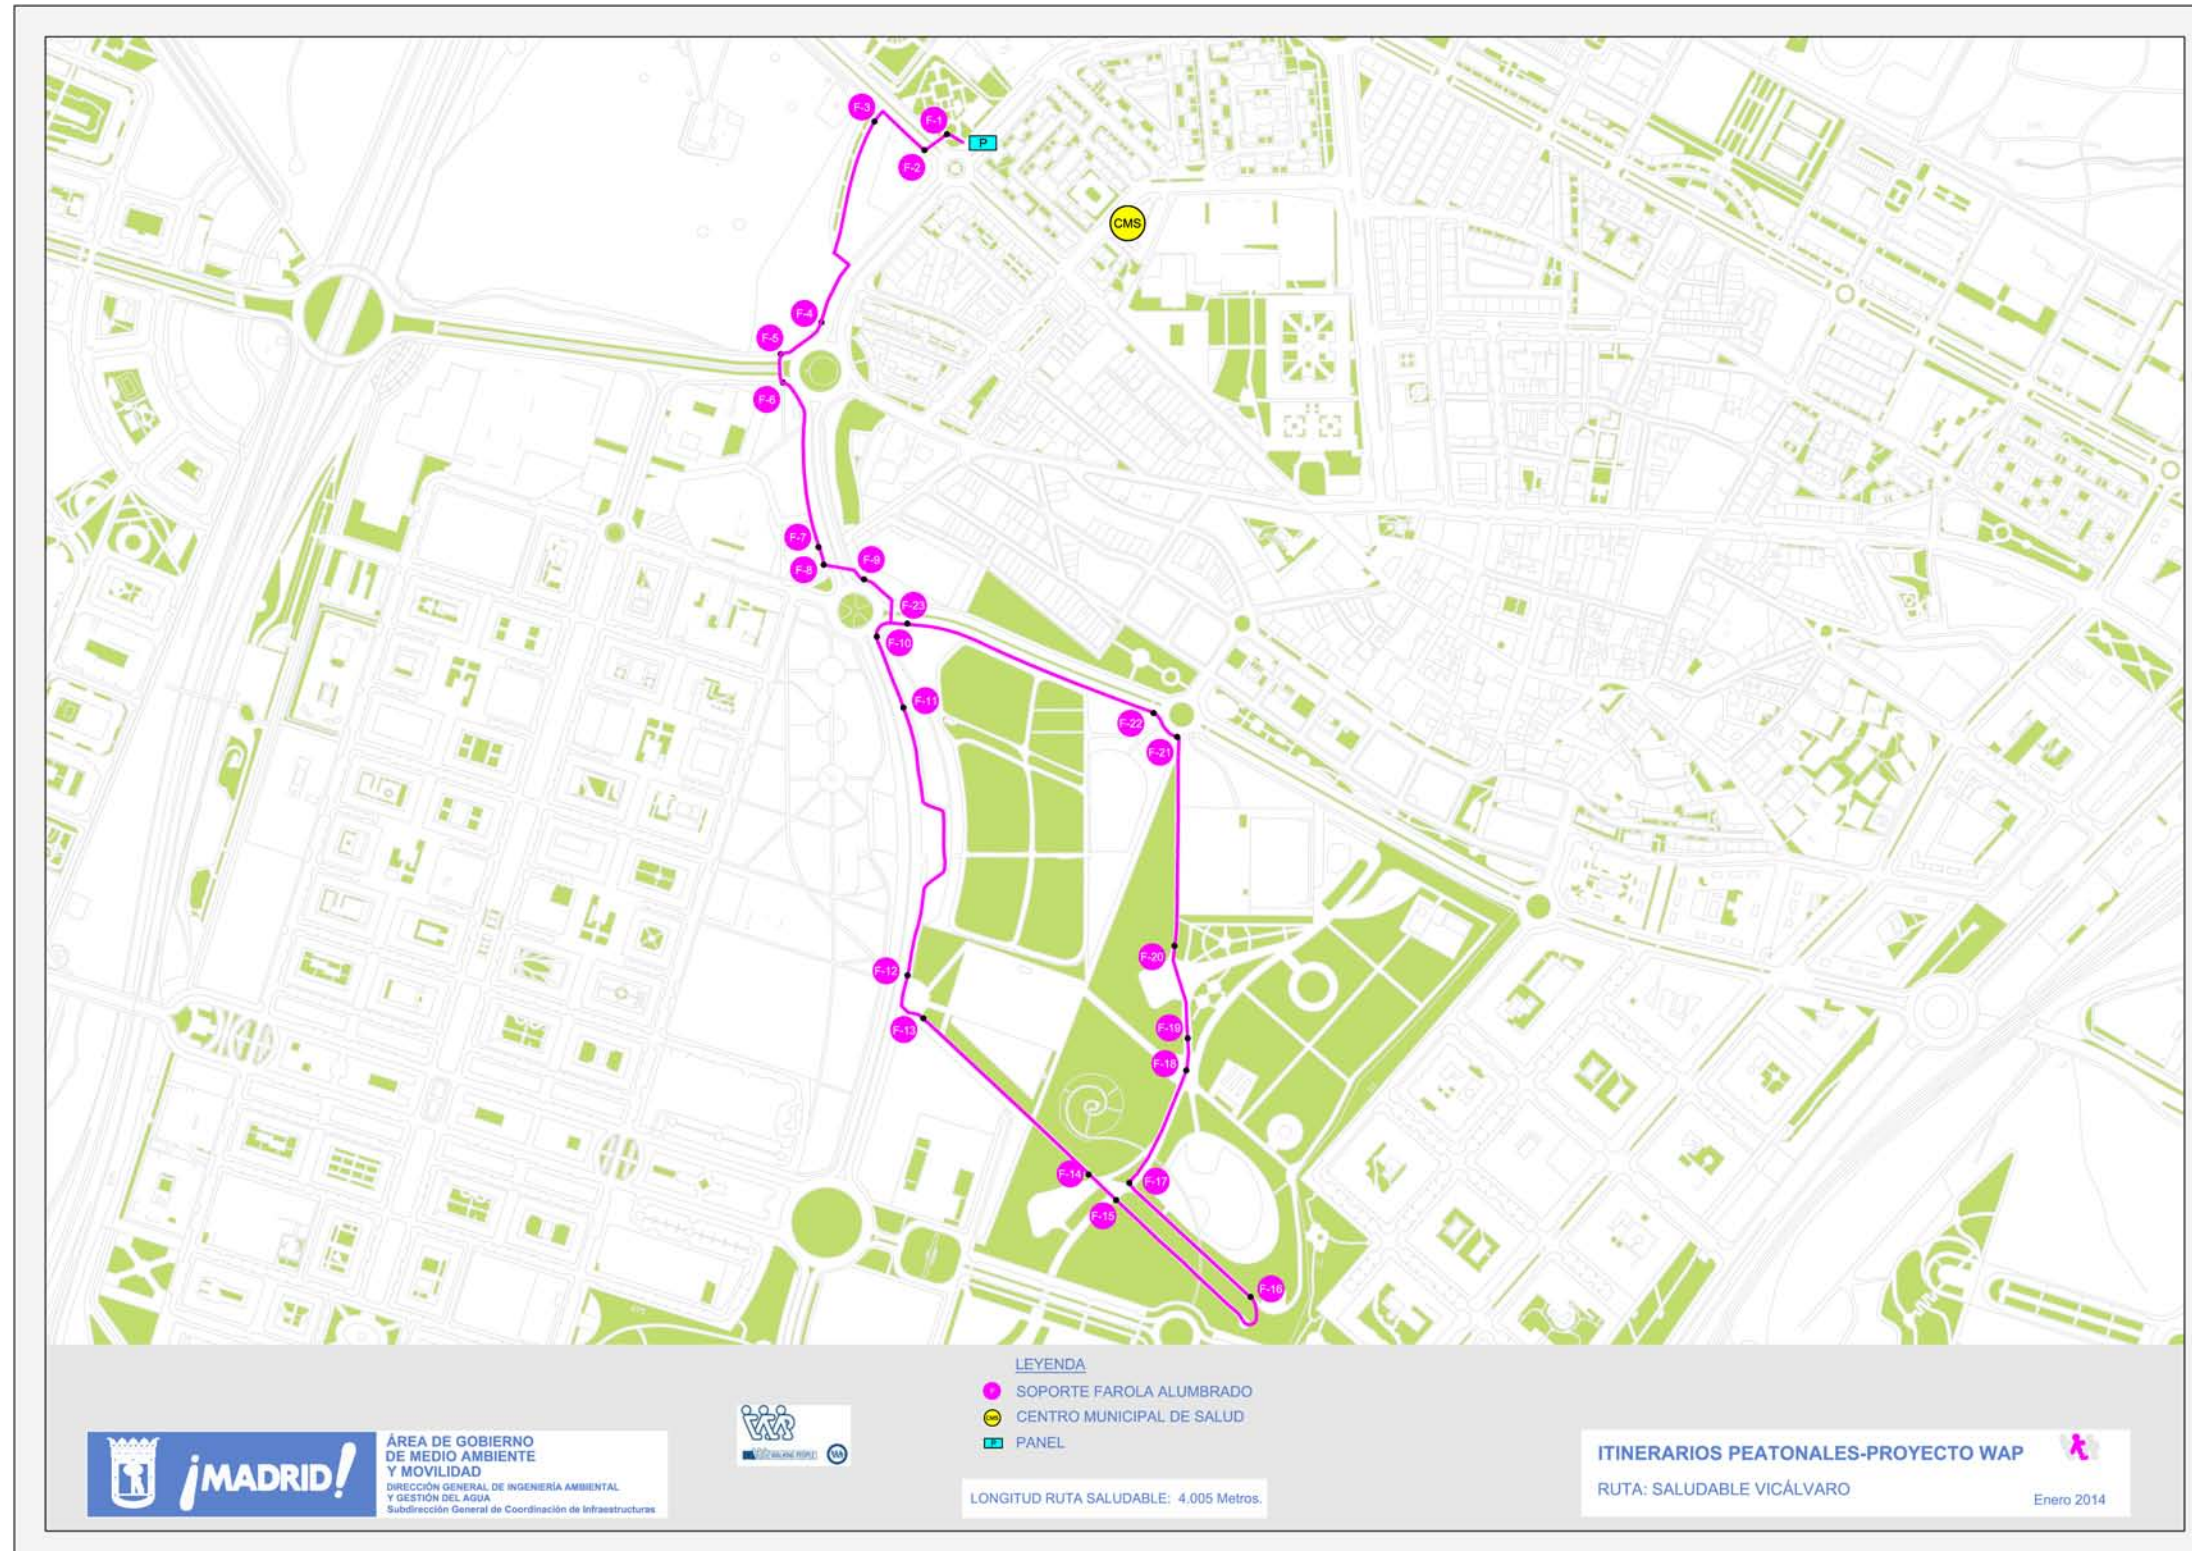 F-3
F-1
P
F-2
CMS
F-4
F-5
F-6
F-7
F-9
F-8
F-23
F-10
F-11
F-22
F-21
F-20
F-12
F-13
F-19
F-18
F-14
F-17
F-15
F-16
LEYENDA
SOPORTE FAROLA ALUMBRADO
CMS CENTRO MUNICIPAL DE SALUD
P PANEL
LONGITUD RUTA SALUDABLE: 4.005 Metros.
¡MADRID!
ÁREA DE GOBIERNO
DE MEDIO AMBIENTE
Y MOVILIDAD
DIRECCIÓN GENERAL DE INGENIERÍA AMBIENTAL
Y GESTIÓN DEL AGUA
Subdirección General de Coordinación de Infraestructuras
ITINERARIOS PEATONALES-PROYECTO WAP
RUTA: SALUDABLE VICÁLVARO
Enero 2014